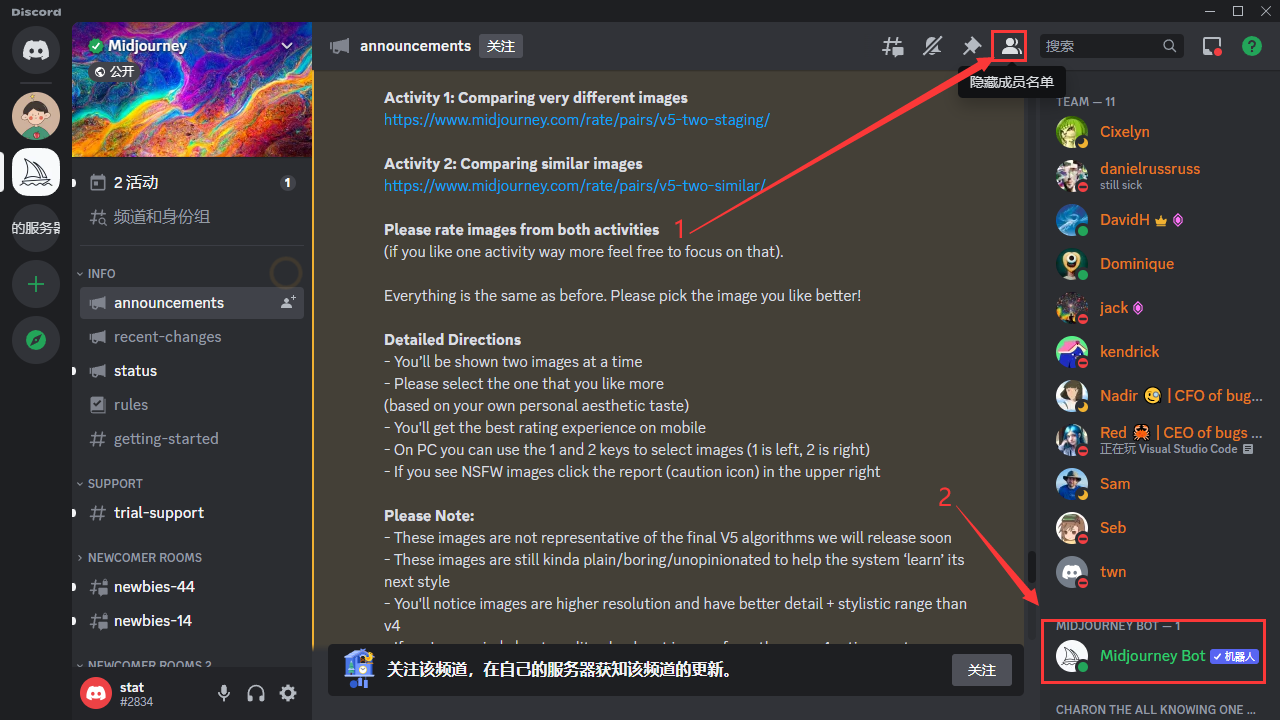 Discord
Midjourney
公开
2 活动
1
频道和身份组
的服务器
INFO
announcements
recent-changes
status
rules
getting-started
SUPPORT
trial-support
NEWCOMER ROOMS
newbies-44
newbies-14
NEWCOMER ROOMS 2
stat
#2834
announcements
关注
搜索
隐藏成员名单
Activity 1: Comparing very different images
https://www.midjourney.com/rate/pairs/v5-two-staging/
Activity 2: Comparing similar images
https://www.midjourney.com/rate/pairs/v5-two-similar/
Please rate images from both activities
1
(if you like one activity way more feel free to focus on that).
Everything is the same as before. Please pick the image you like better!
Detailed Directions
- You'll be shown two images at a time
- Please select the one that you like more
(based on your own personal aesthetic taste)
- You'll get the best rating experience on mobile
- On PC you can use the 1 and 2 keys to select images (1 is left, 2 is right)
- If you see NSFW images click the report (caution icon) in the upper right
2
Please Note:
- These images are not representative of the final V5 algorithms we will release soon
- These images are still kinda plain/boring/unopinionated to help the system ‘learn’ its
next style
- You'll notice images are higher resolution and have better detail + stylistic range than
v4
关注该频道，在自己的服务器获知该频道的更新。
关注
TEAM — 11
Cixelyn
danielrussruss
still sick
DavidH
Dominique
jack
kendrick
Nadir 🧐 | CFO of bug...
Red 🦀 | CEO of bugs ...
正在玩 Visual Studio Code
Sam
Seb
twn
MIDJOURNEY BOT — 1
Midjourney Bot ✓ 机器人
CHARON THE ALL KNOWING ONE ...